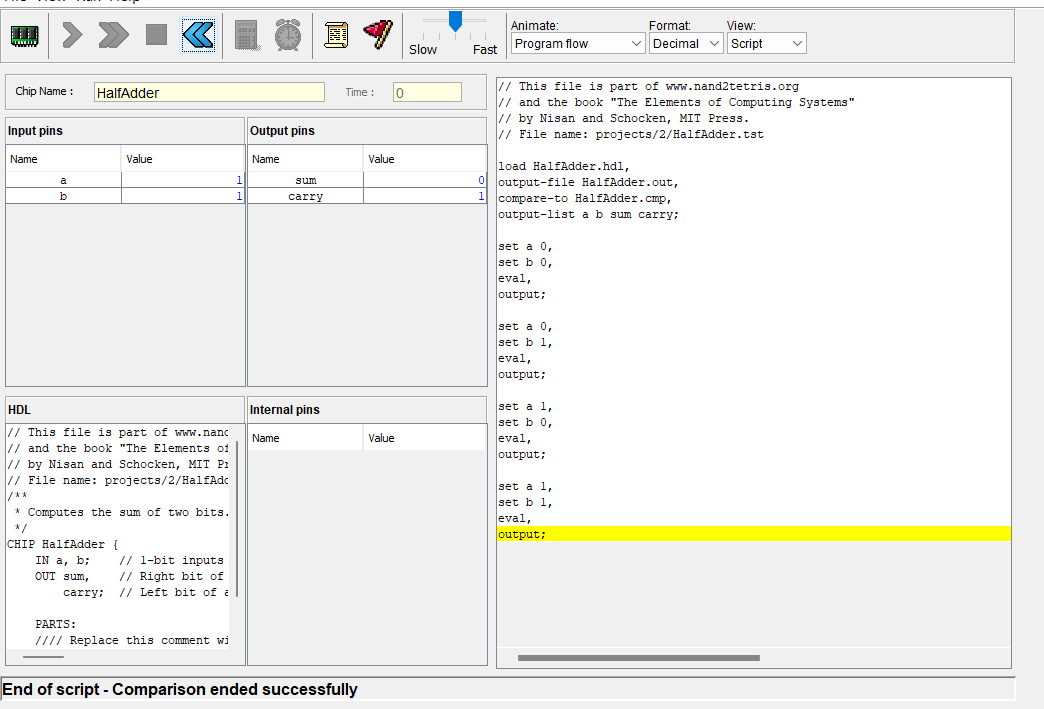 Slow
Fast
Animate:
Program flow
Format:
Decimal
View:
Script
Chip Name :
HalfAdder
Time :
0
Input pins
Name Value
a 1
b 1
Output pins
Name Value
sum 0
carry 1
HDL
// This file is part of www.nand
// and the book "The Elements of
// by Nisan and Schocken, MIT Pr
// File name: projects/2/HalfAdd
/**
* Computes the sum of two bits.
*/
CHIP HalfAdder {
IN a, b;    // 1-bit inputs
OUT sum,    // Right bit of
carry;  // Left bit of a
PARTS:
//// Replace this comment wi
Internal pins
Name Value
// This file is part of www.nand2tetris.org
// and the book "The Elements of Computing Systems"
// by Nisan and Schocken, MIT Press.
// File name: projects/2/HalfAdder.tst
load HalfAdder.hdl,
output-file HalfAdder.out,
compare-to HalfAdder.cmp,
output-list a b sum carry;
set a 0,
set b 0,
eval,
output;
set a 0,
set b 1,
eval,
output;
set a 1,
set b 0,
eval,
output;
set a 1,
set b 1,
eval,
output;
End of script - Comparison ended successfully